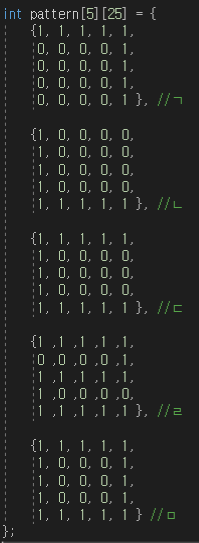 int pattern[5][25] = {
{1, 1, 1, 1, 1,
0, 0, 0, 0, 1,
0, 0, 0, 0, 1,
0, 0, 0, 0, 1,
0, 0, 0, 0, 1 }, //ㄱ
{1, 0, 0, 0, 0,
1, 0, 0, 0, 0,
1, 0, 0, 0, 0,
1, 0, 0, 0, 0,
1, 1, 1, 1, 1 }, //ㄴ
{1, 1, 1, 1, 1,
1, 0, 0, 0, 0,
1, 0, 0, 0, 0,
1, 0, 0, 0, 0,
1, 1, 1, 1, 1 }, //ㄷ
{1 ,1 ,1 ,1 ,1,
0 ,0 ,0 ,0 ,1,
1 ,1 ,1 ,1 ,1,
1 ,0 ,0 ,0 ,0,
1 ,1 ,1 ,1 ,1 }, //ㄹ
{1, 1, 1, 1, 1,
1, 0, 0, 0, 1,
1, 0, 0, 0, 1,
1, 0, 0, 0, 1,
1, 1, 1, 1, 1 } //ㅁ
};